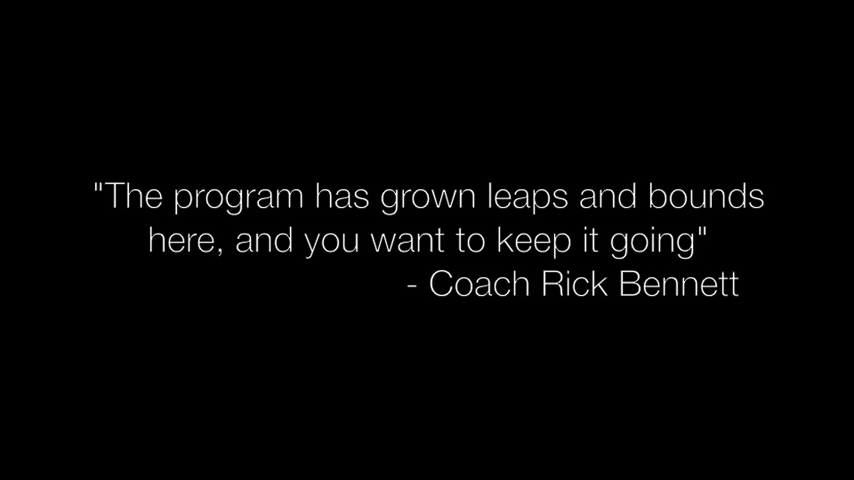 "The program has grown leaps and bounds
here, and you want to keep it going"
- Coach Rick Bennett